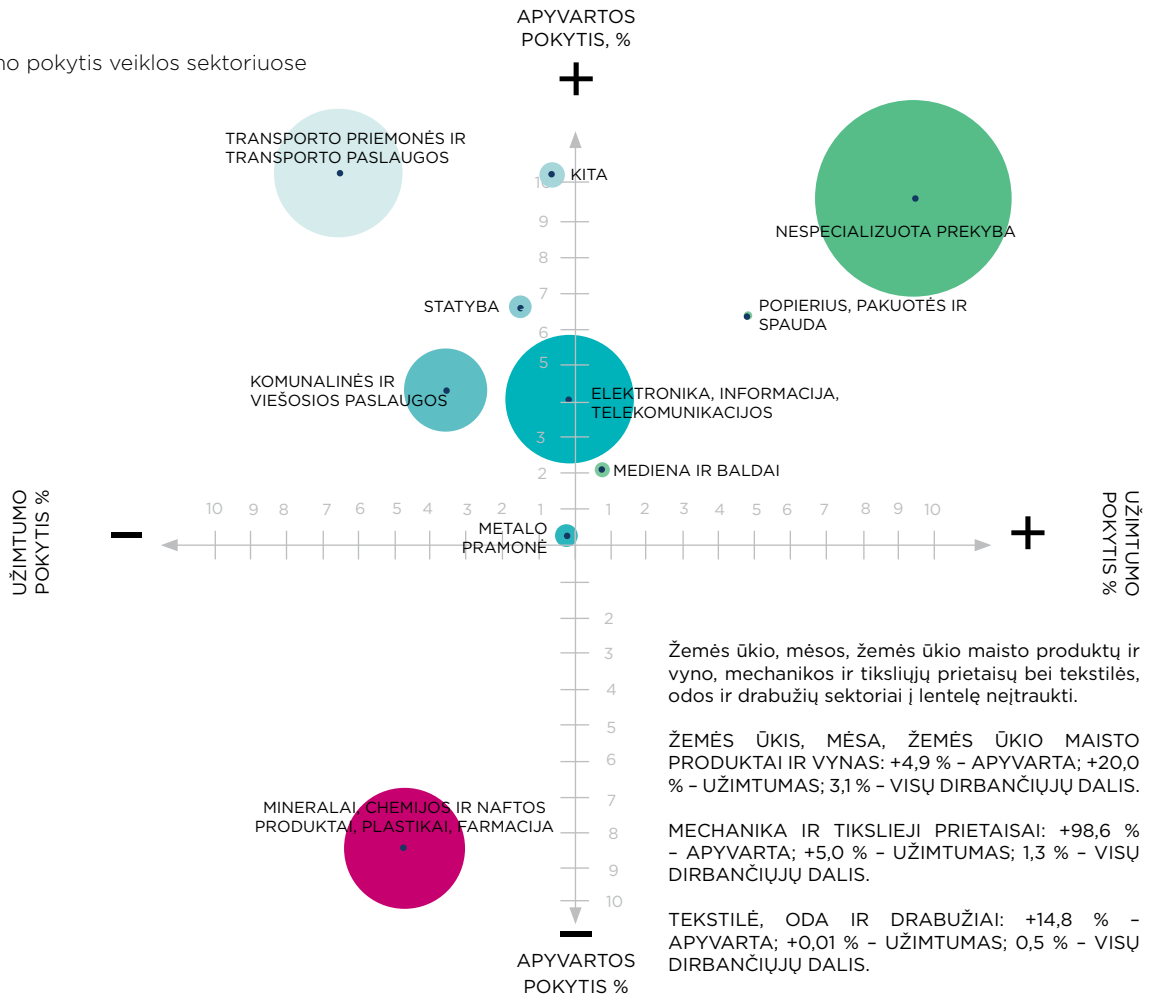 APYVARTOS
POKYTIS, %
no pokytis veiklos sektoriuose
+
TRANSPORTO PRIEMONĖS IR
TRANSPORTO PASLAUGOS
KITA
10
NESPECIALIZUOTA PREKYBA
9
8
7
STATYBA
POPIERIUS, PAKUOTĖS IR
SPAUDA
6
5
KOMUNALINĖS IR
VIEŠOSIOS PASLAUGOS
ELEKTRONIKA, INFORMACIJA,
TELEKOMUNIKACIJOS
3
2
MEDIENA IR BALDAI
UŽIMTUMO
POKYTIS %
–
10 9 8 7 6 5 4 3 2 1 1 2 3 4 5 6 7 8 9 10
METALO
PRAMONĖ
+
UŽIMTUMO
POKYTIS %
2
3
4
5
6
7
8
9
10
MINERALAI, CHEMIJOS IR NAFTOS
PRODUKTAI, PLASTIKAI, FARMACIJA
–
APYVARTOS
POKYTIS %
Žemės ūkio, mėsos, žemės ūkio maisto produktų ir
vyno, mechanikos ir tiksliųjų prietaisų bei tekstilės,
odos ir drabužių sektoriai į lentelę neįtraukti.
ŽEMĖS ŪKIS, MĖSA, ŽEMĖS ŪKIO MAISTO
PRODUKTAI IR VYNAS: +4,9 % – APYVARTA; +20,0
% – UŽIMTUMAS; 3,1 % – VISŲ DIRBANČIŲJŲ DALIS.
MECHANIKA IR TIKSLIEJI PRIETAISAI: +98,6 %
– APYVARTA; +5,0 % – UŽIMTUMAS; 1,3 % – VISŲ
DIRBANČIŲJŲ DALIS.
TEKSTILĖ, ODA IR DRABUŽIAI: +14,8 % –
APYVARTA; +0,01 % – UŽIMTUMAS; 0,5 % – VISŲ
DIRBANČIŲJŲ DALIS.